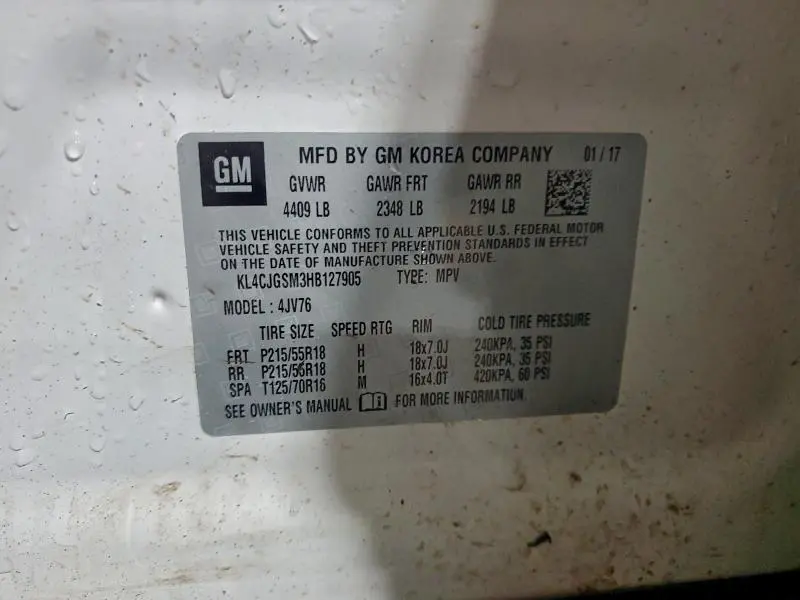 GM
MFD BY GM KOREA COMPANY 01 / 17
GVWR GAWR FRT GAWR RR
4409 LB 2348 LB 2194 LB
THIS VEHICLE CONFORMS TO ALL APPLICABLE U.S. FEDERAL MOTOR
VEHICLE SAFETY AND THEFT PREVENTION STANDARDS IN EFFECT
ON THE DATE OF MANUFACTURE SHOWN ABOVE.
KL4CJGSM3HB127905 TYPE: MPV
MODEL : 4JV76
TIRE SIZE SPEED RTG RIM COLD TIRE PRESSURE
FRT P215/55R18 H 18x7.0J 240KPA, 35 PSI
RR P215/55R18 H 18x7.0J 240KPA, 35 PSI
SPA T125/70R16 M 16x4.0T 420KPA, 60 PSI
SEE OWNER'S MANUAL FOR MORE INFORMATION.